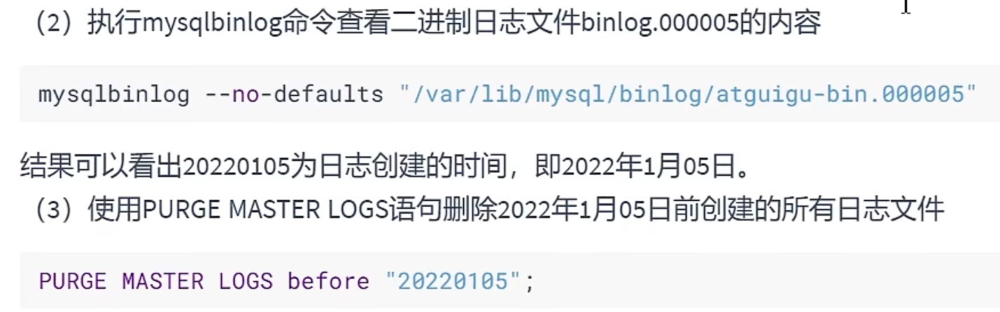 （2）执行mysqlbinlog命令查看二进制日志文件binlog.000005的内容
mysqlbinlog --no-defaults "/var/lib/mysql/binlog/atguigu-bin.000005"
结果可以看出20220105为日志创建的时间，即2022年1月05日。
（3）使用PURGE MASTER LOGS语句删除2022年1月05日前创建的所有日志文件
PURGE MASTER LOGS before "20220105";